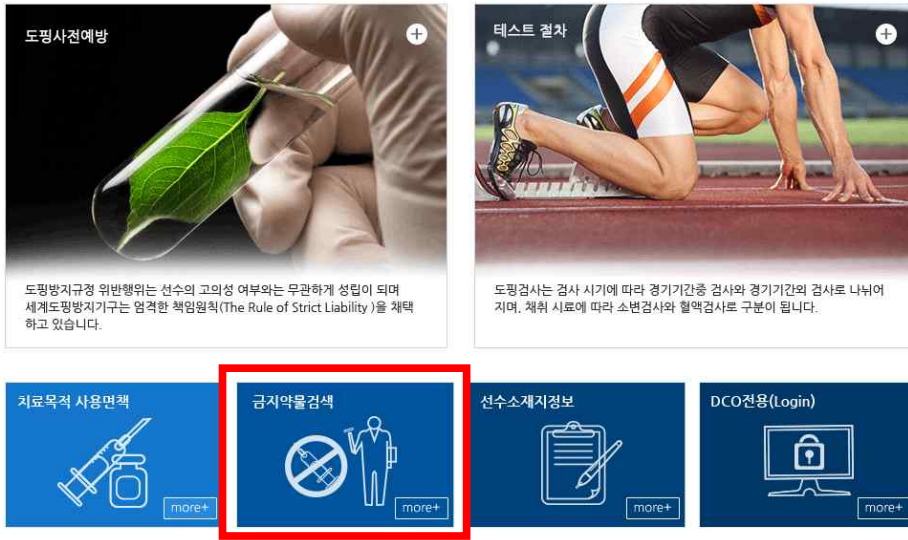 도핑사전예방
테스트 절차
도핑방지규정 위반행위는 선수의 고의성 여부와는 무관하게 성립이 되며
세계도핑방지기구는 엄격한 책임원칙(The Rule of Strict Liability )을 채택
하고 있습니다.
도핑검사는 검사 시기에 따라 경기기간중 검사와 경기기간외 검사로 나뉘어
지며, 채취 시료에 따라 소변검사와 혈액검사로 구분이 됩니다.
치료목적 사용면책
more+
금지약물검색
more+
선수소재지정보
more+
DCO전용(Login)
more+